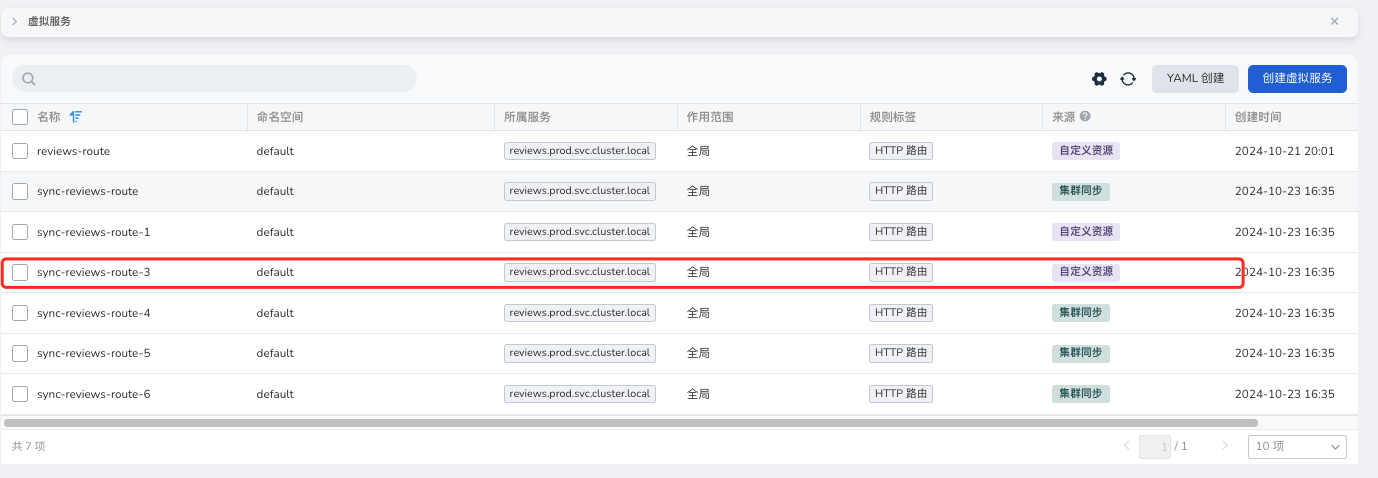 虚拟服务
YAML 创建 创建虚拟服务
名称 命名空间 所属服务 作用范围 规则标签 来源 创建时间
reviews-route default reviews.prod.svc.cluster.local 全局 HTTP 路由 自定义资源 2024-10-21 20:01
sync-reviews-route default reviews.prod.svc.cluster.local 全局 HTTP 路由 集群同步 2024-10-23 16:35
sync-reviews-route-1 default reviews.prod.svc.cluster.local 全局 HTTP 路由 自定义资源 2024-10-23 16:35
sync-reviews-route-3 default reviews.prod.svc.cluster.local 全局 HTTP 路由 自定义资源 2024-10-23 16:35
sync-reviews-route-4 default reviews.prod.svc.cluster.local 全局 HTTP 路由 集群同步 2024-10-23 16:35
sync-reviews-route-5 default reviews.prod.svc.cluster.local 全局 HTTP 路由 集群同步 2024-10-23 16:35
sync-reviews-route-6 default reviews.prod.svc.cluster.local 全局 HTTP 路由 集群同步 2024-10-23 16:35
共 7 项 1 / 1 10 项